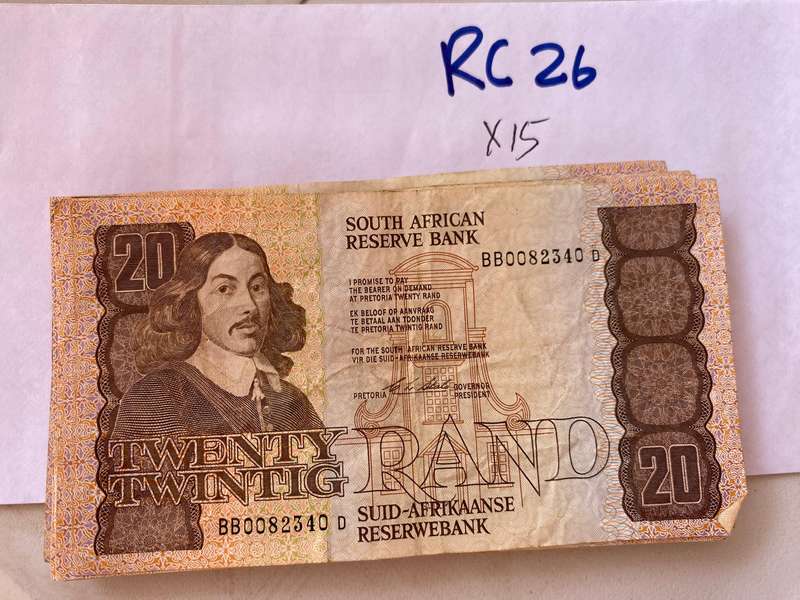 RC 26
x15
20
SOUTH AFRICAN
RESERVE BANK
BB0082340 D
I PROMISE TO PAY
THE BEARER ON DEMAND
AT PRETORIA TWENTY RAND
EK BELOOF OP AANVRAAG
TE BETAAL AAN TOONDER
TE PRETORIA TWINTIG RAND
FOR THE SOUTH AFRICAN RESERVE BANK
VIR DIE SUID-AFRIKAANSE RESERWEBANK
PRETORIA
GOVERNOR
PRESIDENT
TWENTY
TWINTIG
RAND
20
BB0082340 D
SUID-AFRIKAANSE
RESERWEBANK